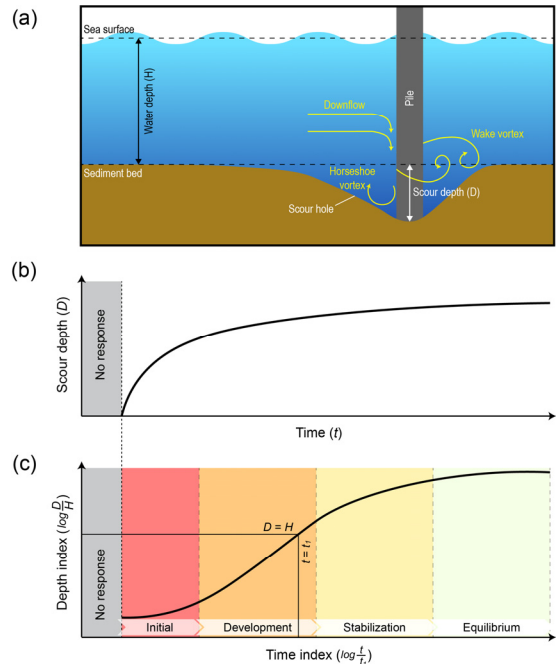 (a)
Sea surface
Water depth (H)
Downflow
Pile
Wake vortex
Sediment bed
Horseshoe
vortex
Scour depth (D)
Scour hole
(b)
Scour depth (D)
No response
Time (t)
(c)
Depth index (log D/H)
No response
D = H
t = t₁
Initial
Development
Stabilization
Equilibrium
Time index (log t/t₁)